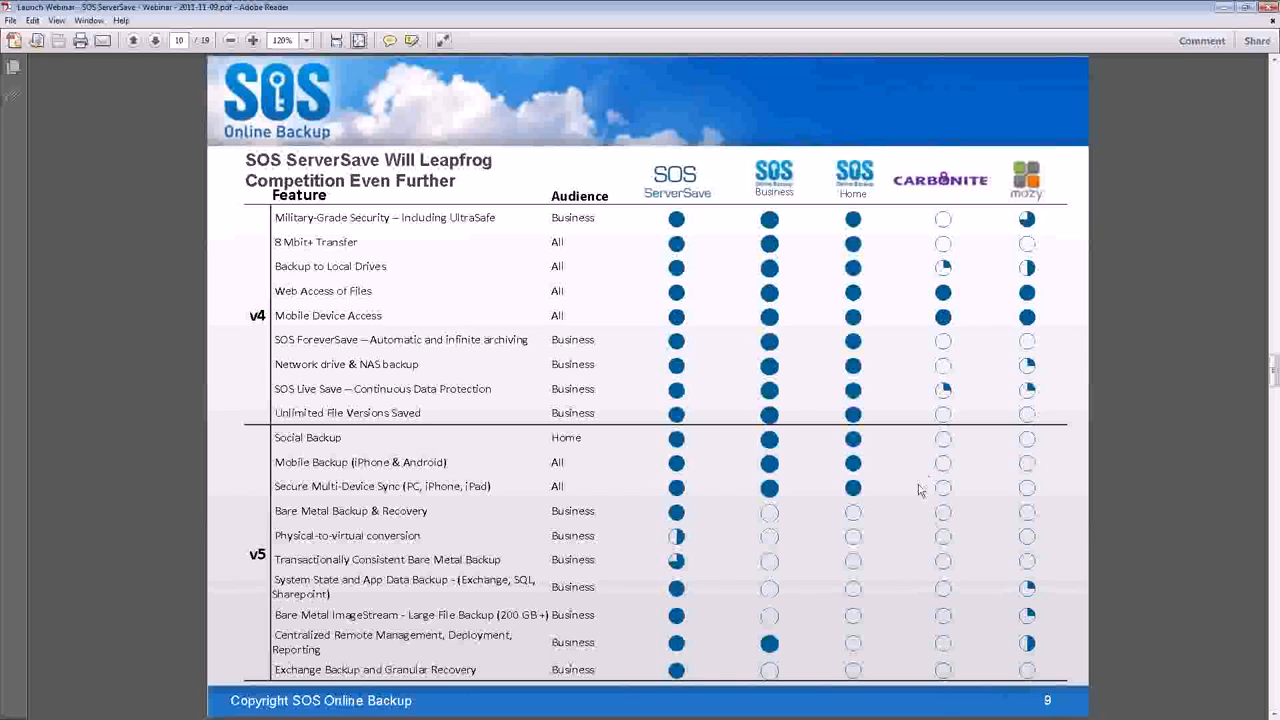 Launch Webinar - SOS ServerSave - Webinar - 2011-11-09.pdf - Adobe Reader
File Edit View Window Help
10 / 19 120% Comment Share
SOS
Online Backup
SOS ServerSave Will Leapfrog
Competition Even Further
Feature Audience
SOS ServerSave
SOS Online Backup Business
SOS Online Backup Home
CARBONITE
mozy
v4
Military-Grade Security – Including UltraSafe Business
8 Mbit+ Transfer All
Backup to Local Drives All
Web Access of Files All
Mobile Device Access All
SOS ForeverSave – Automatic and infinite archiving Business
Network drive & NAS backup Business
SOS Live Save – Continuous Data Protection Business
Unlimited File Versions Saved Business
v5
Social Backup Home
Mobile Backup (iPhone & Android) All
Secure Multi-Device Sync (PC, iPhone, iPad) All
Bare Metal Backup & Recovery Business
Physical-to-virtual conversion Business
Transactionally Consistent Bare Metal Backup Business
System State and App Data Backup - (Exchange, SQL,
Sharepoint) Business
Bare Metal ImageStream - Large File Backup (200 GB+) Business
Centralized Remote Management, Deployment,
Reporting Business
Exchange Backup and Granular Recovery Business
Copyright SOS Online Backup 9